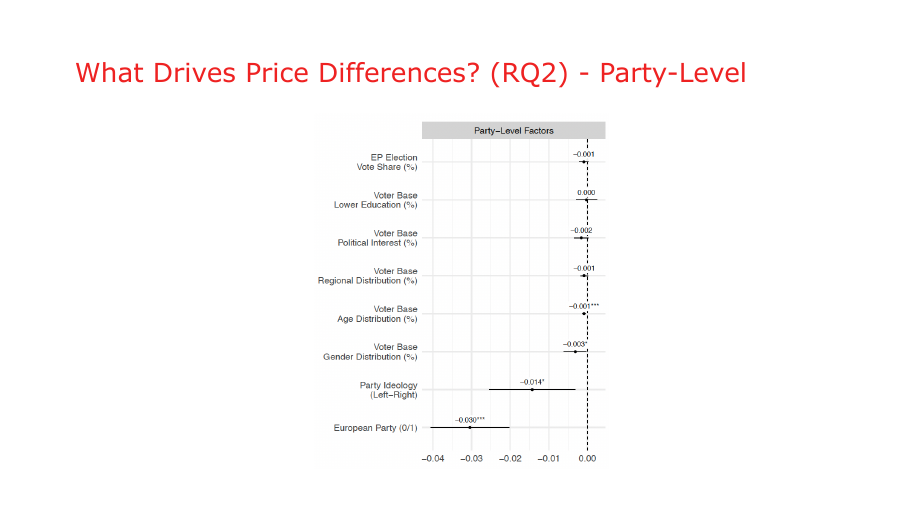 What Drives Price Differences? (RQ2) - Party-Level
Party−Level Factors
EP Election
Vote Share (%)
−0.001
Voter Base
Lower Education (%)
0.000
Voter Base
Political Interest (%)
−0.002
Voter Base
Regional Distribution (%)
−0.001
Voter Base
Age Distribution (%)
−0.001***
Voter Base
Gender Distribution (%)
−0.003*
Party Ideology
(Left−Right)
−0.014*
European Party (0/1)
−0.030***
−0.04 −0.03 −0.02 −0.01 0.00